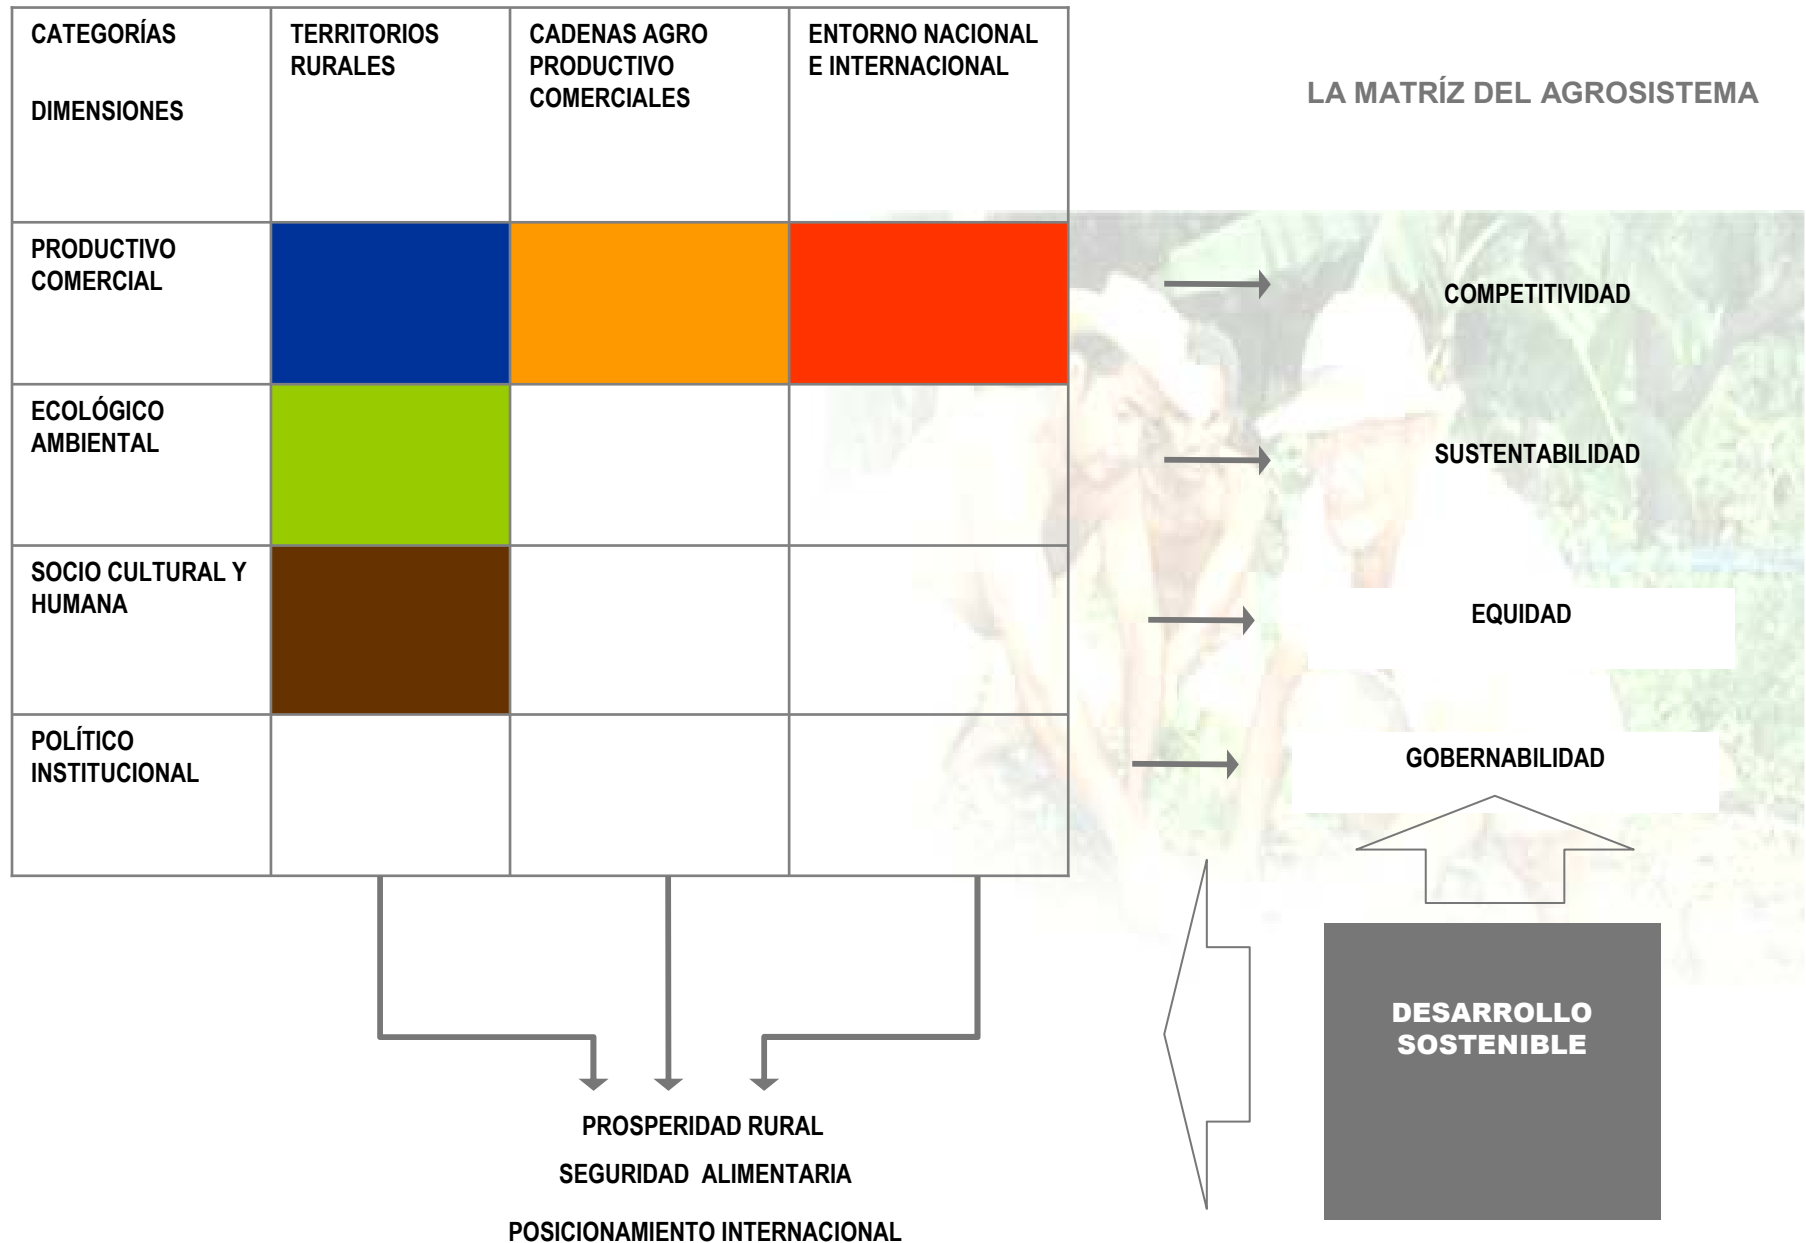 CATEGORÍAS
DIMENSIONES
TERRITORIOS
RURALES
CADENAS AGRO
PRODUCTIVO
COMERCIALES
ENTORNO NACIONAL
E INTERNACIONAL
LA MATRÍZ DEL AGROSISTEMA
PRODUCTIVO
COMERCIAL
COMPETITIVIDAD
ECOLÓGICO
AMBIENTAL
SUSTENTABILIDAD
SOCIO CULTURAL Y
HUMANA
EQUIDAD
POLÍTICO
INSTITUCIONAL
GOBERNABILIDAD
DESARROLLO
SOSTENIBLE
PROSPERIDAD RURAL
SEGURIDAD ALIMENTARIA
POSICIONAMIENTO INTERNACIONAL